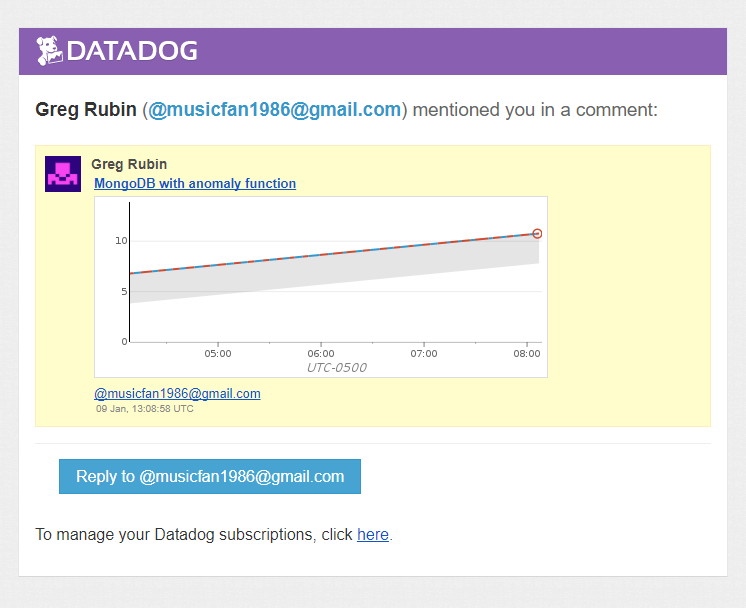 DATADOG
Greg Rubin (@musicfan1986@gmail.com) mentioned you in a comment:
Greg Rubin
MongoDB with anomaly function
10
5
0
05:00 06:00 07:00 08:00
UTC-0500
@musicfan1986@gmail.com
09 Jan, 13:08:58 UTC
Reply to @musicfan1986@gmail.com
To manage your Datadog subscriptions, click here.